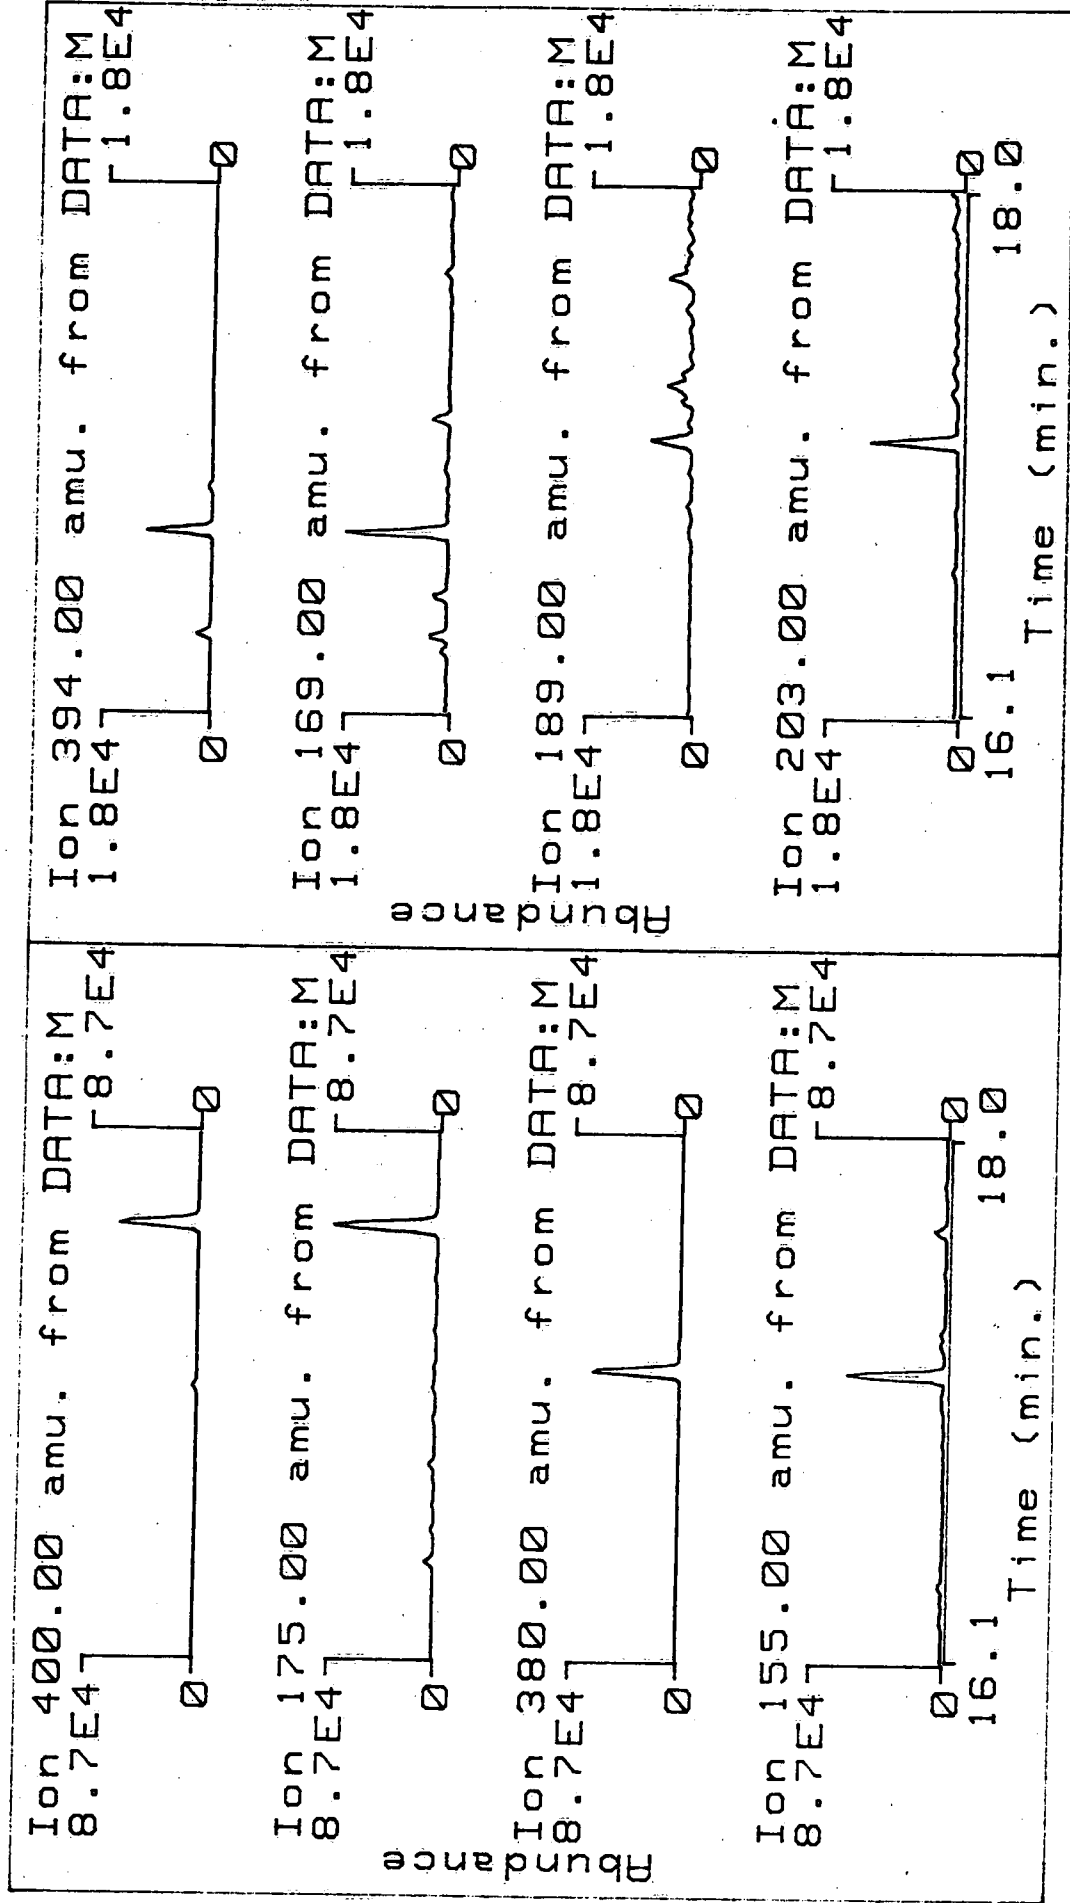 Ion 400.00 amu. from DATA:M
8.7E4 8.7E4
0 0
Ion 175.00 amu. from DATA:M
8.7E4 8.7E4
0 0
Ion 380.00 amu. from DATA:M
8.7E4 8.7E4
0 0
Ion 155.00 amu. from DATA:M
8.7E4 8.7E4
0 0
16.1 18.0
Time (min.)
Abundance
Ion 394.00 amu. from DATA:M
1.8E4 1.8E4
0 0
Ion 169.00 amu. from DATA:M
1.8E4 1.8E4
0 0
Ion 189.00 amu. from DATA:M
1.8E4 1.8E4
0 0
Ion 203.00 amu. from DATA:M
1.8E4 1.8E4
0 0
16.1 18.0
Time (min.)
Abundance